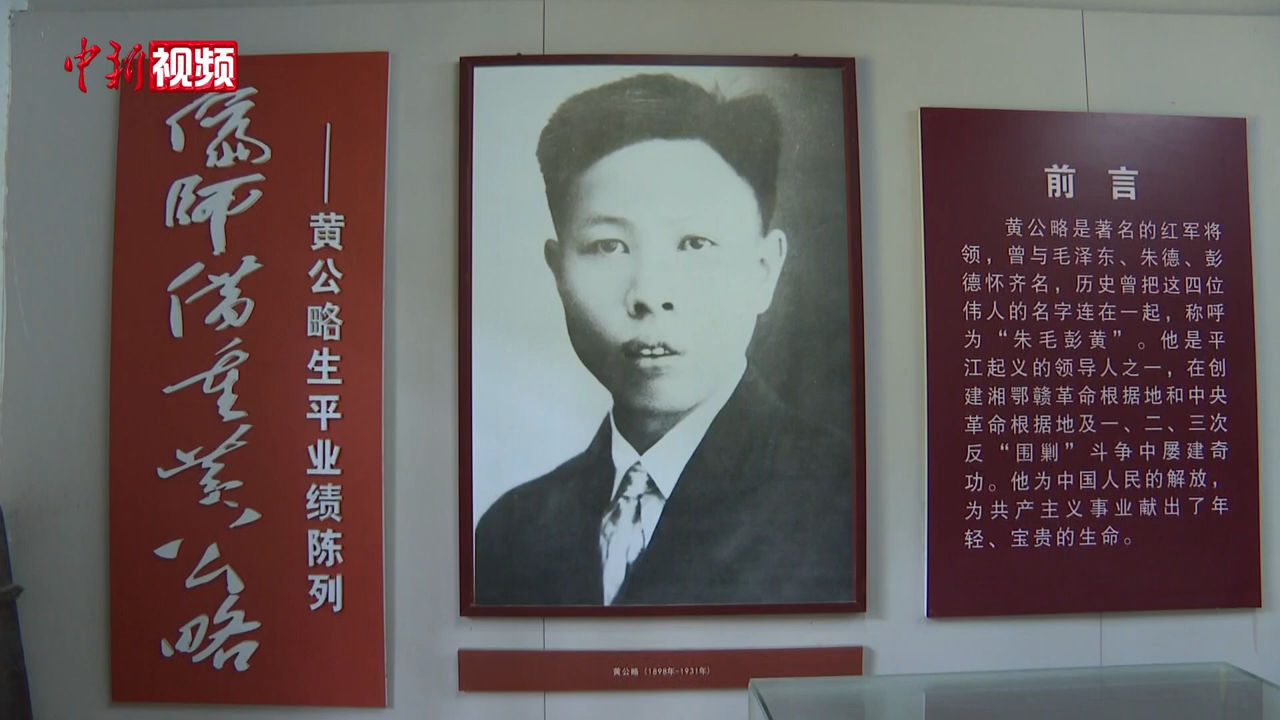 中新视频
偏师借重黄公略
——黄公略生平业绩陈列
前言
黄公略是著名的红军将
领，曾与毛泽东、朱德、彭
德怀齐名，历史曾把这四位
伟人的名字连在一起，称呼
为“朱毛彭黄”。他是平
江起义的领导人之一，在创
建湘鄂赣革命根据地和中央
革命根据地及一、二、三次
反“围剿”斗争中屡建奇
功。他为中国人民的解放，
为共产主义事业献出了年
轻、宝贵的生命。
黄公略（1898年-1931年）